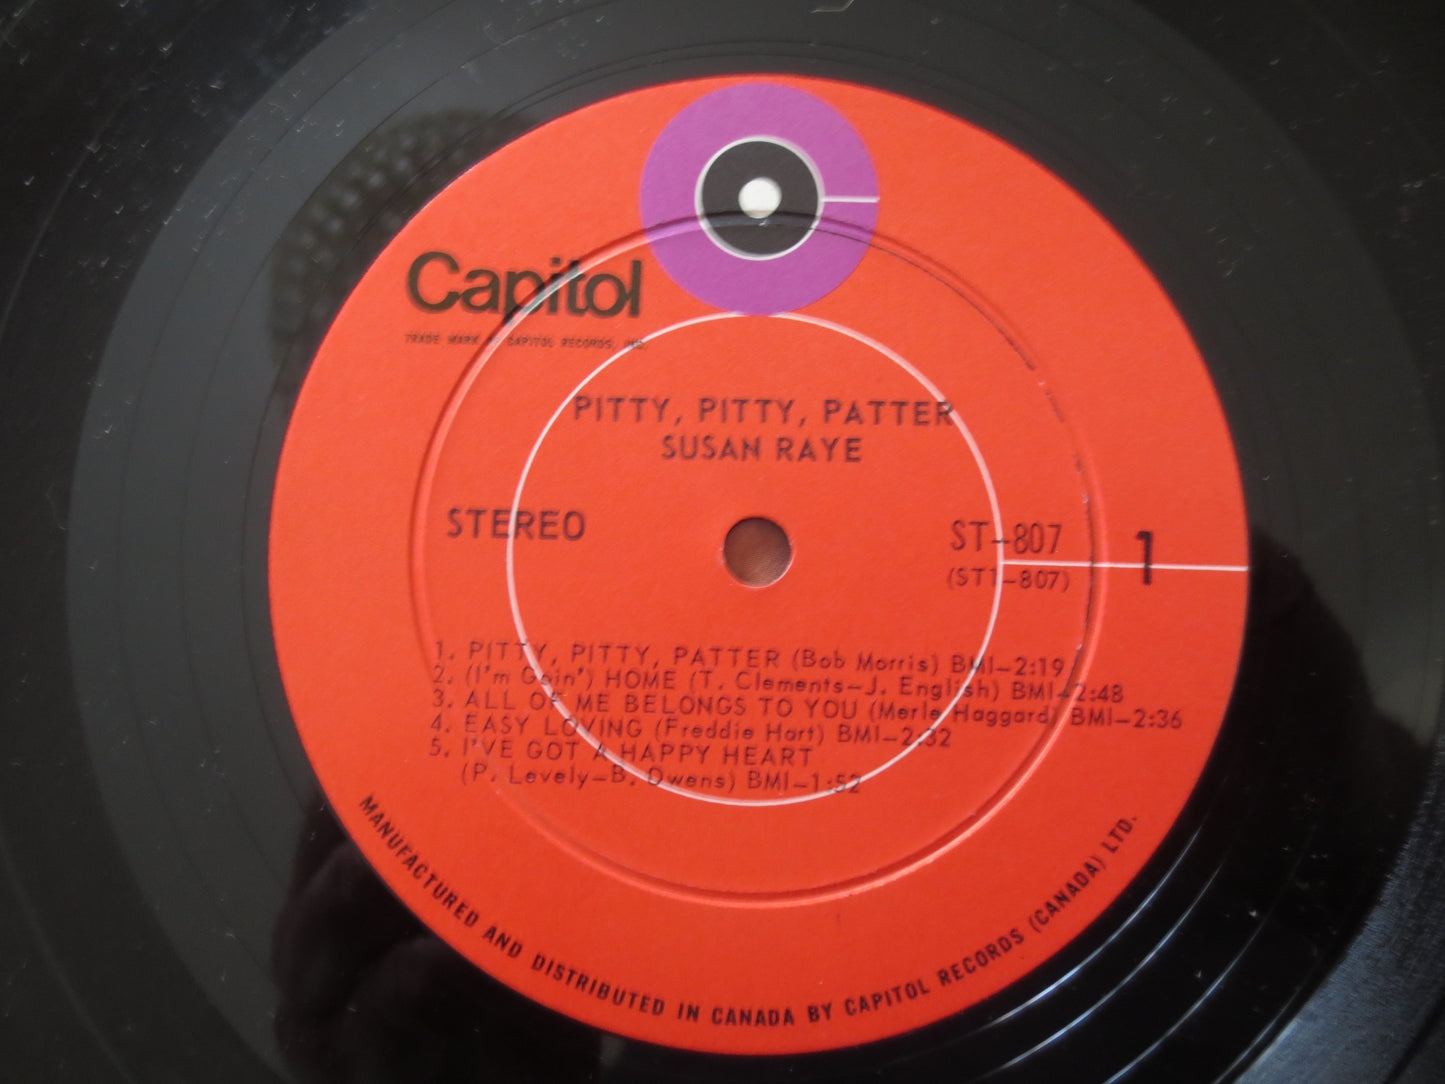 Capitol
TRADE MARK OF CAPITOL RECORDS, INC.
PITTY, PITTY, PATTER
SUSAN RAYE
STEREO
ST-807
(ST1-807)
1
1. PITTY, PITTY, PATTER (Bob Morris) BMI-2:19
2. (I'm Goin') HOME (T. Clements-J. English) BMI-2:48
3. ALL OF ME BELONGS TO YOU (Merle Haggard) BMI-2:36
4. EASY LOVING (Freddie Hart) BMI-2:32
5. I'VE GOT A HAPPY HEART
(P. Levely-B. Owens) BMI-1:52
MANUFACTURED AND DISTRIBUTED IN CANADA BY CAPITOL RECORDS (CANADA) LTD.